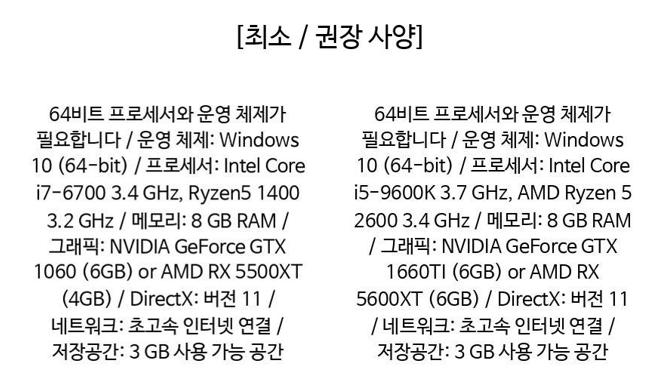 [최소 / 권장 사양]
64비트 프로세서와 운영 체제가
필요합니다 / 운영 체제: Windows
10 (64-bit) / 프로세서: Intel Core
i7-6700 3.4 GHz, Ryzen5 1400
3.2 GHz / 메모리: 8 GB RAM /
그래픽: NVIDIA GeForce GTX
1060 (6GB) or AMD RX 5500XT
(4GB) / DirectX: 버전 11 /
네트워크: 초고속 인터넷 연결 /
저장공간: 3 GB 사용 가능 공간
64비트 프로세서와 운영 체제가
필요합니다 / 운영 체제: Windows
10 (64-bit) / 프로세서: Intel Core
i5-9600K 3.7 GHz, AMD Ryzen 5
2600 3.4 GHz / 메모리: 8 GB RAM
/ 그래픽: NVIDIA GeForce GTX
1660TI (6GB) or AMD RX
5600XT (6GB) / DirectX: 버전 11
/ 네트워크: 초고속 인터넷 연결 /
저장공간: 3 GB 사용 가능 공간